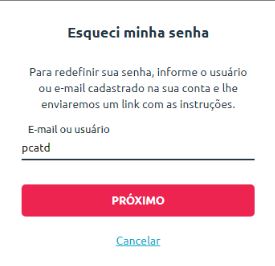 Esqueci minha senha
Para redefinir sua senha, informe o usuário
ou e-mail cadastrado na sua conta e lhe
enviaremos um link com as instruções.
E-mail ou usuário
pcatd
PRÓXIMO
Cancelar